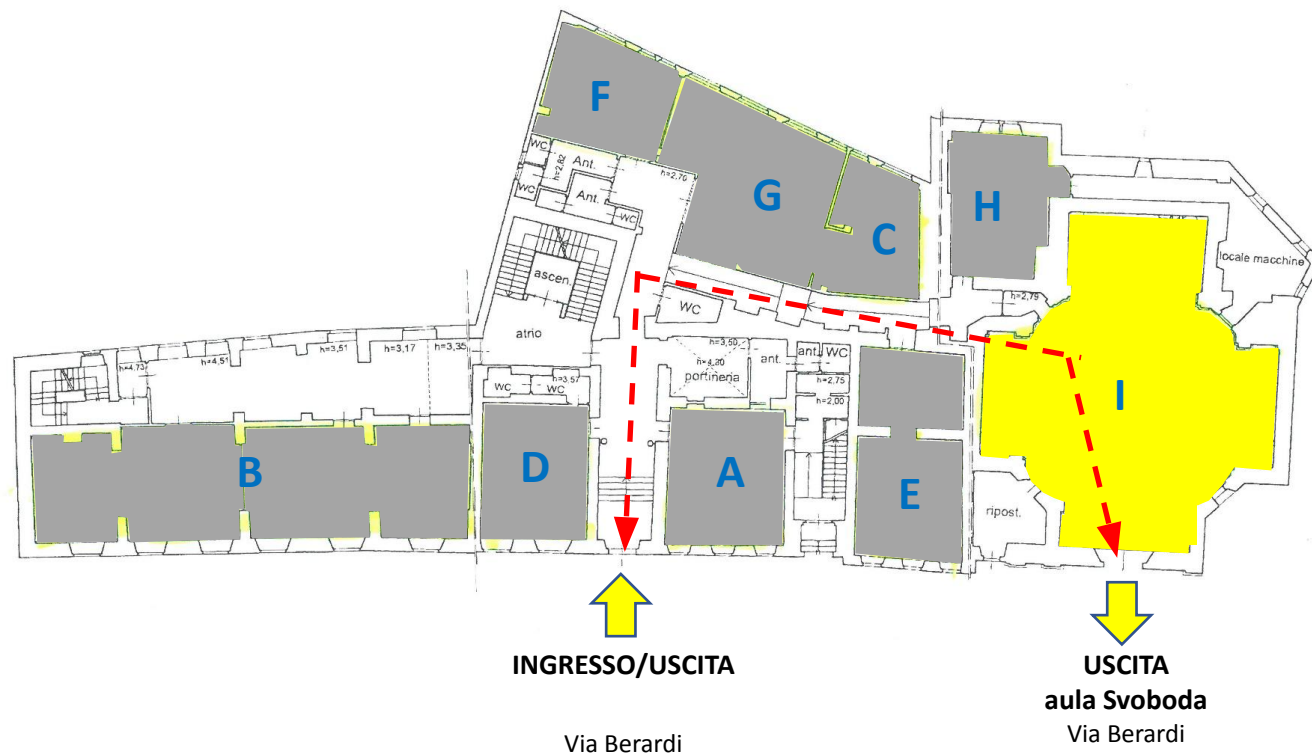 F
WC
Ant.
h=2,82
h=2,70
WC
Ant.
WC
G
C
H
locale macchine
ascen.
h=2,79
WC
atrio
h=3,50
h=4,30
portineria
ant.
ant.
WC
h=2,75
h=2,00
I
h=4,73
h=4,51
h=3,51
h=3,17
h=3,35
WC
h=3,57
WC
B
D
A
E
ripost.
INGRESSO/USCITA
Via Berardi
USCITA
aula Svoboda
Via Berardi